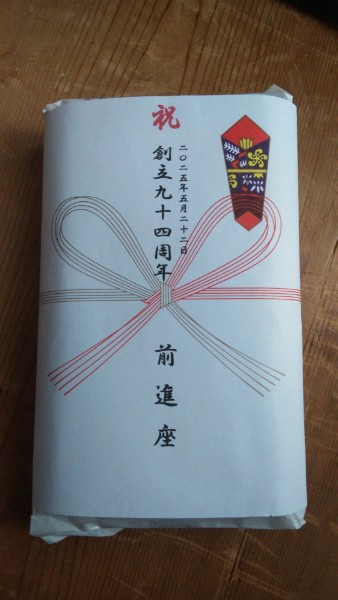 祝
二〇二五年五月二十二日
創立九十四周年
前進座